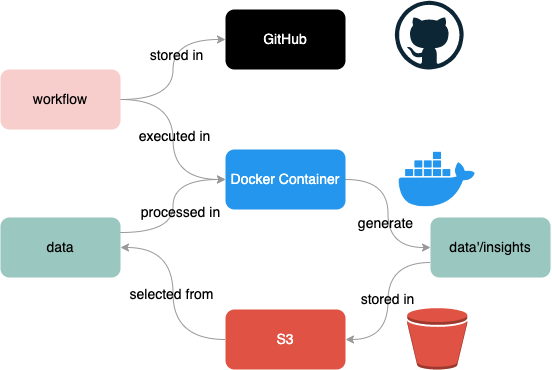 GitHub
stored in
workflow
executed in
Docker Container
processed in
generate
data
data'/insights
selected from
stored in
S3